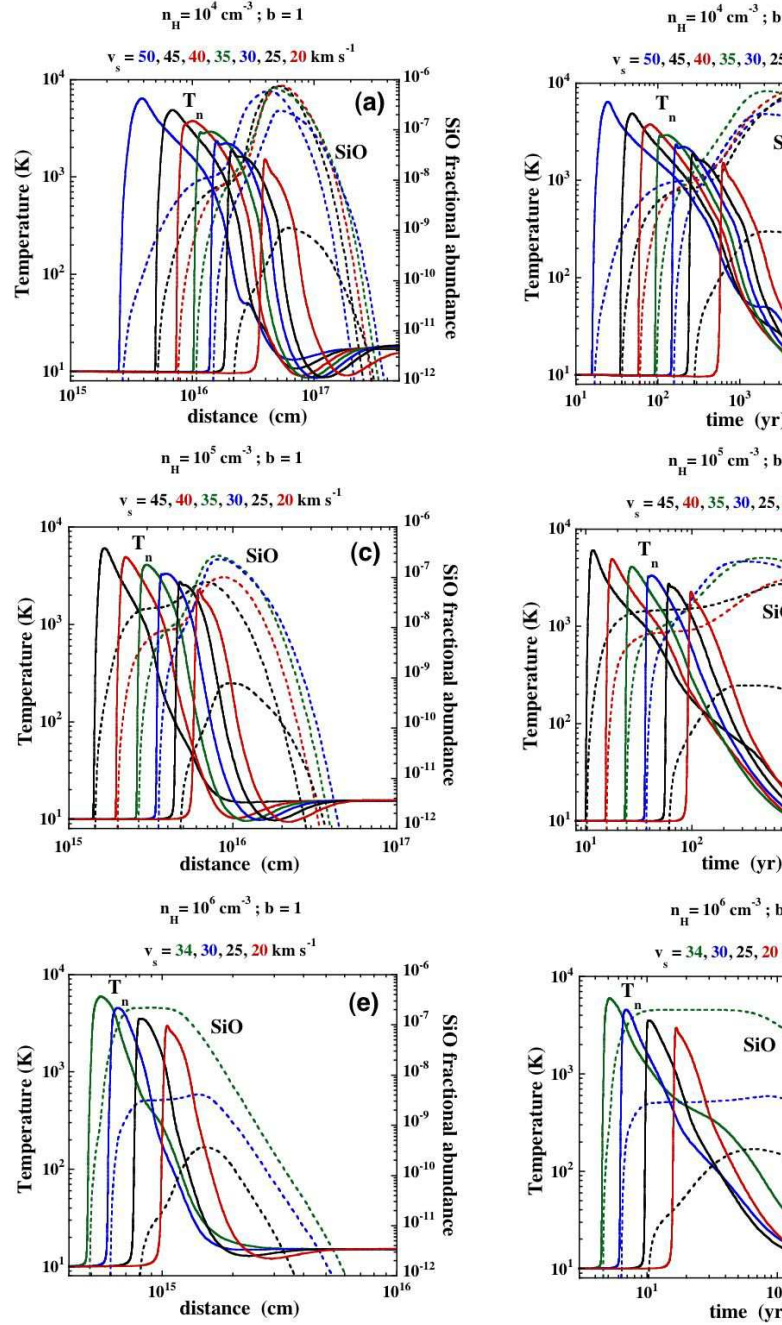 n_H = 10^4 cm^-3 ; b = 1
v_s = 50, 45, 40, 35, 30, 25, 20 km s^-1
(a)
T_n
SiO
Temperature (K)
10^4
10^3
10^2
10^1
SiO fractional abundance
10^-6
10^-7
10^-8
10^-9
10^-10
10^-11
10^-12
10^15
10^16
10^17
distance (cm)
n_H = 10^4 cm^-3 ; b
v_s = 50, 45, 40, 35, 30, 25
T_n
S
Temperature (K)
10^4
10^3
10^2
10^1
10^1
10^2
10^3
time (yr)
n_H = 10^5 cm^-3 ; b = 1
v_s = 45, 40, 35, 30, 25, 20 km s^-1
(c)
T_n
SiO
Temperature (K)
10^4
10^3
10^2
10^1
SiO fractional abundance
10^-6
10^-7
10^-8
10^-9
10^-10
10^-11
10^-12
10^15
10^16
10^17
distance (cm)
n_H = 10^5 cm^-3 ; b
v_s = 45, 40, 35, 30, 25,
T_n
SiO
Temperature (K)
10^4
10^3
10^2
10^1
10^1
10^2
time (yr)
n_H = 10^6 cm^-3 ; b = 1
v_s = 34, 30, 25, 20 km s^-1
(e)
T_n
SiO
Temperature (K)
10^4
10^3
10^2
10^1
SiO fractional abundance
10^-6
10^-7
10^-8
10^-9
10^-10
10^-11
10^-12
10^15
10^16
distance (cm)
n_H = 10^6 cm^-3 ; b
v_s = 34, 30, 25, 20
T_n
SiO
Temperature (K)
10^4
10^3
10^2
10^1
10^1
time (yr)